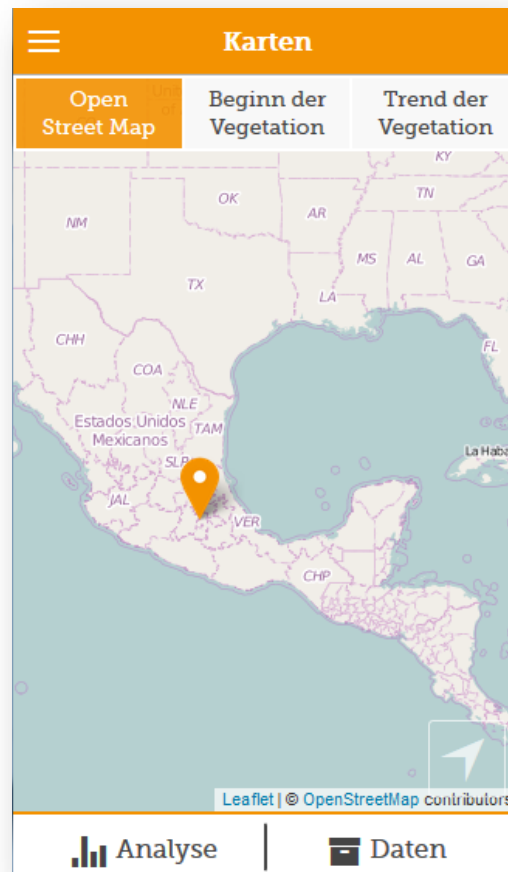 Karten
Open
Street Map
Beginn der
Vegetation
Trend der
Vegetation
KY
OK
TN
NM
AR
MS
AL
GA
TX
LA
CHH
FL
COA
NLE
Estados Unidos
Mexicanos
TAM
La Haba
SLP
JAL
VER
CHP
Leaflet | © OpenStreetMap contributors
Analyse
Daten